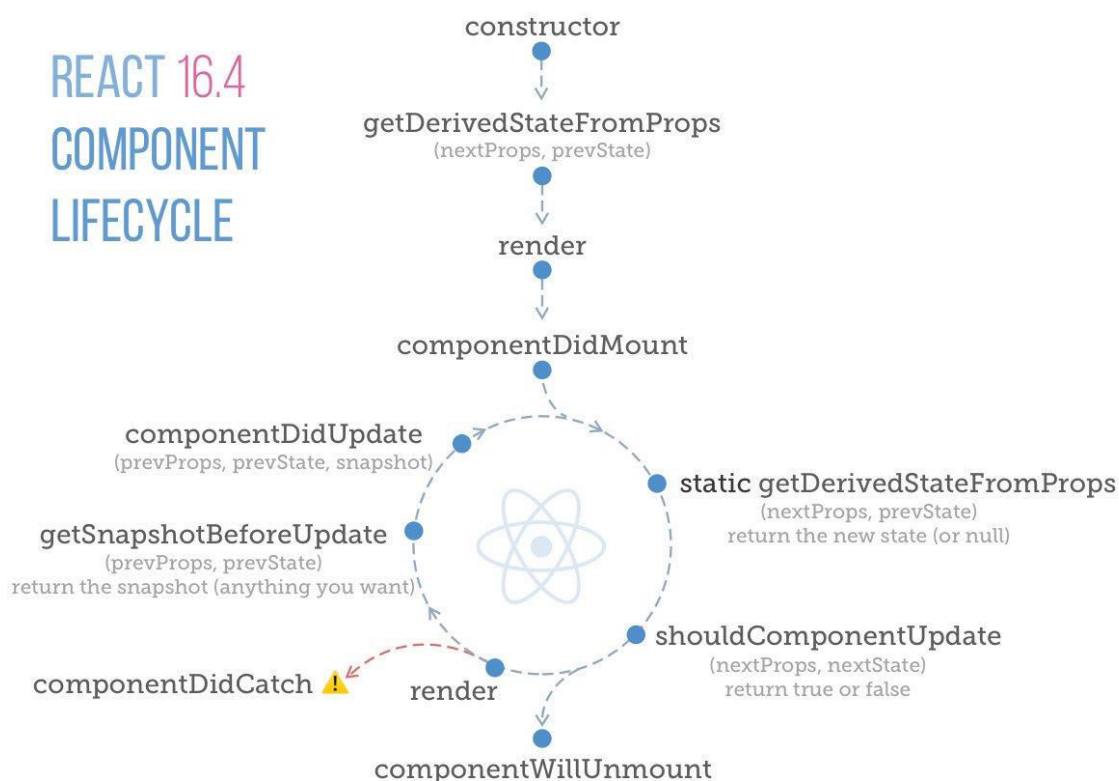 REACT 16.4
COMPONENT
LIFECYCLE
constructor
getDerivedStateFromProps
(nextProps, prevState)
render
componentDidMount
componentDidUpdate
(prevProps, prevState, snapshot)
static getDerivedStateFromProps
(nextProps, prevState)
return the new state (or null)
getSnapshotBeforeUpdate
(prevProps, prevState)
return the snapshot (anything you want)
shouldComponentUpdate
(nextProps, nextState)
return true or false
componentDidCatch
render
componentWillUnmount